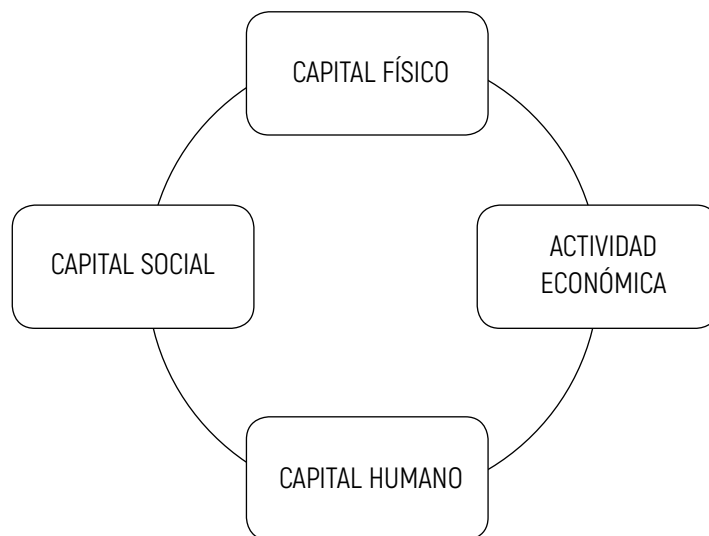 CAPITAL FÍSICO
CAPITAL SOCIAL
ACTIVIDAD
ECONÓMICA
CAPITAL HUMANO